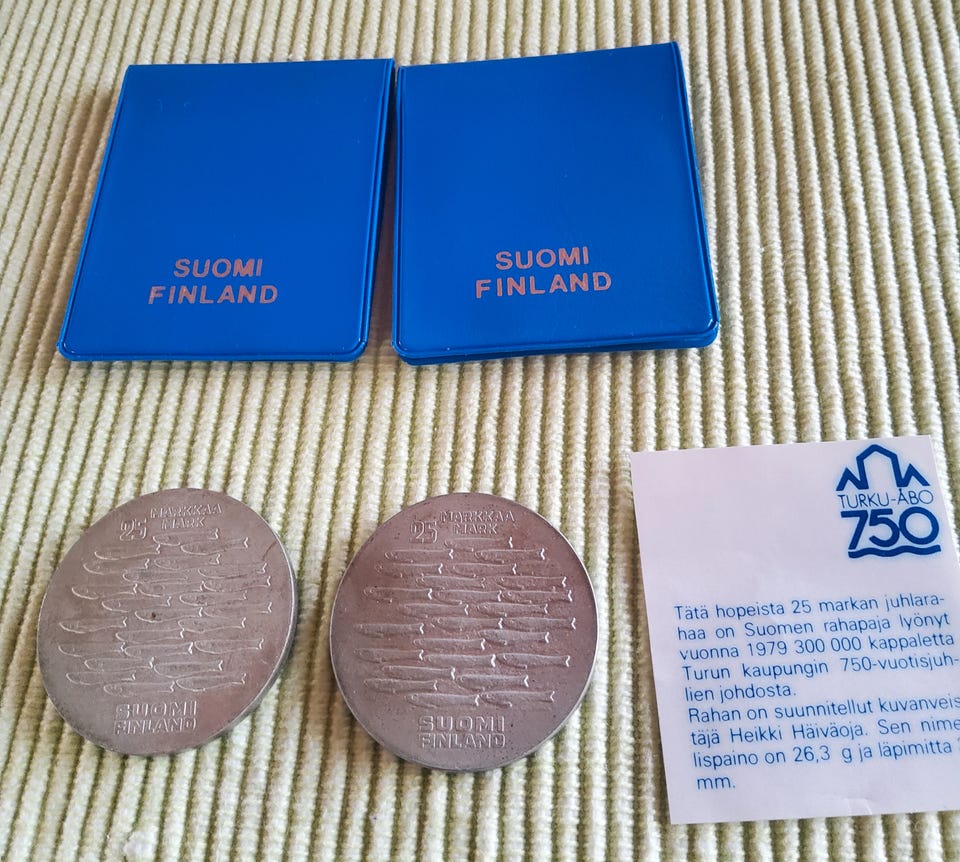 SUOMI
FINLAND
SUOMI
FINLAND
25 MARKKAA
MARK
SUOMI
FINLAND
25 MARKKAA
MARK
SUOMI
FINLAND
TURKU-ÅBO
750
Tätä hopeista 25 markan juhlara-
haa on Suomen rahapaja lyönyt
vuonna 1979 300 000 kappaletta
Turun kaupungin 750-vuotisjuh-
lien johdosta.
Rahan on suunnitellut kuvanveis
täjä Heikki Häiväoja. Sen nime
lispaino on 26,3 g ja läpimitta
mm.